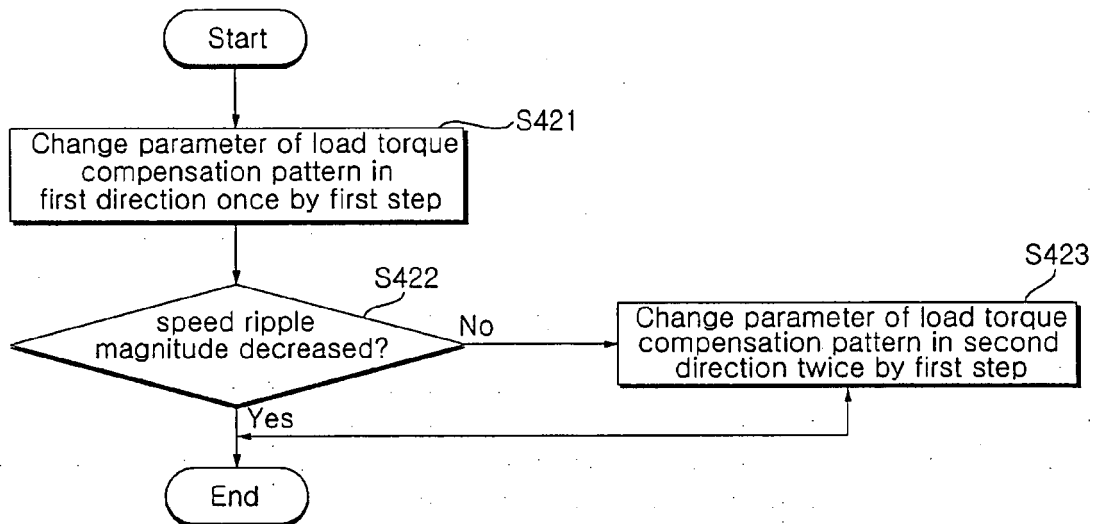 Start
S421
Change parameter of load torque
compensation pattern in
first direction once by first step
S422
speed ripple
magnitude decreased?
No
S423
Change parameter of load torque
compensation pattern in second
direction twice by first step
Yes
End